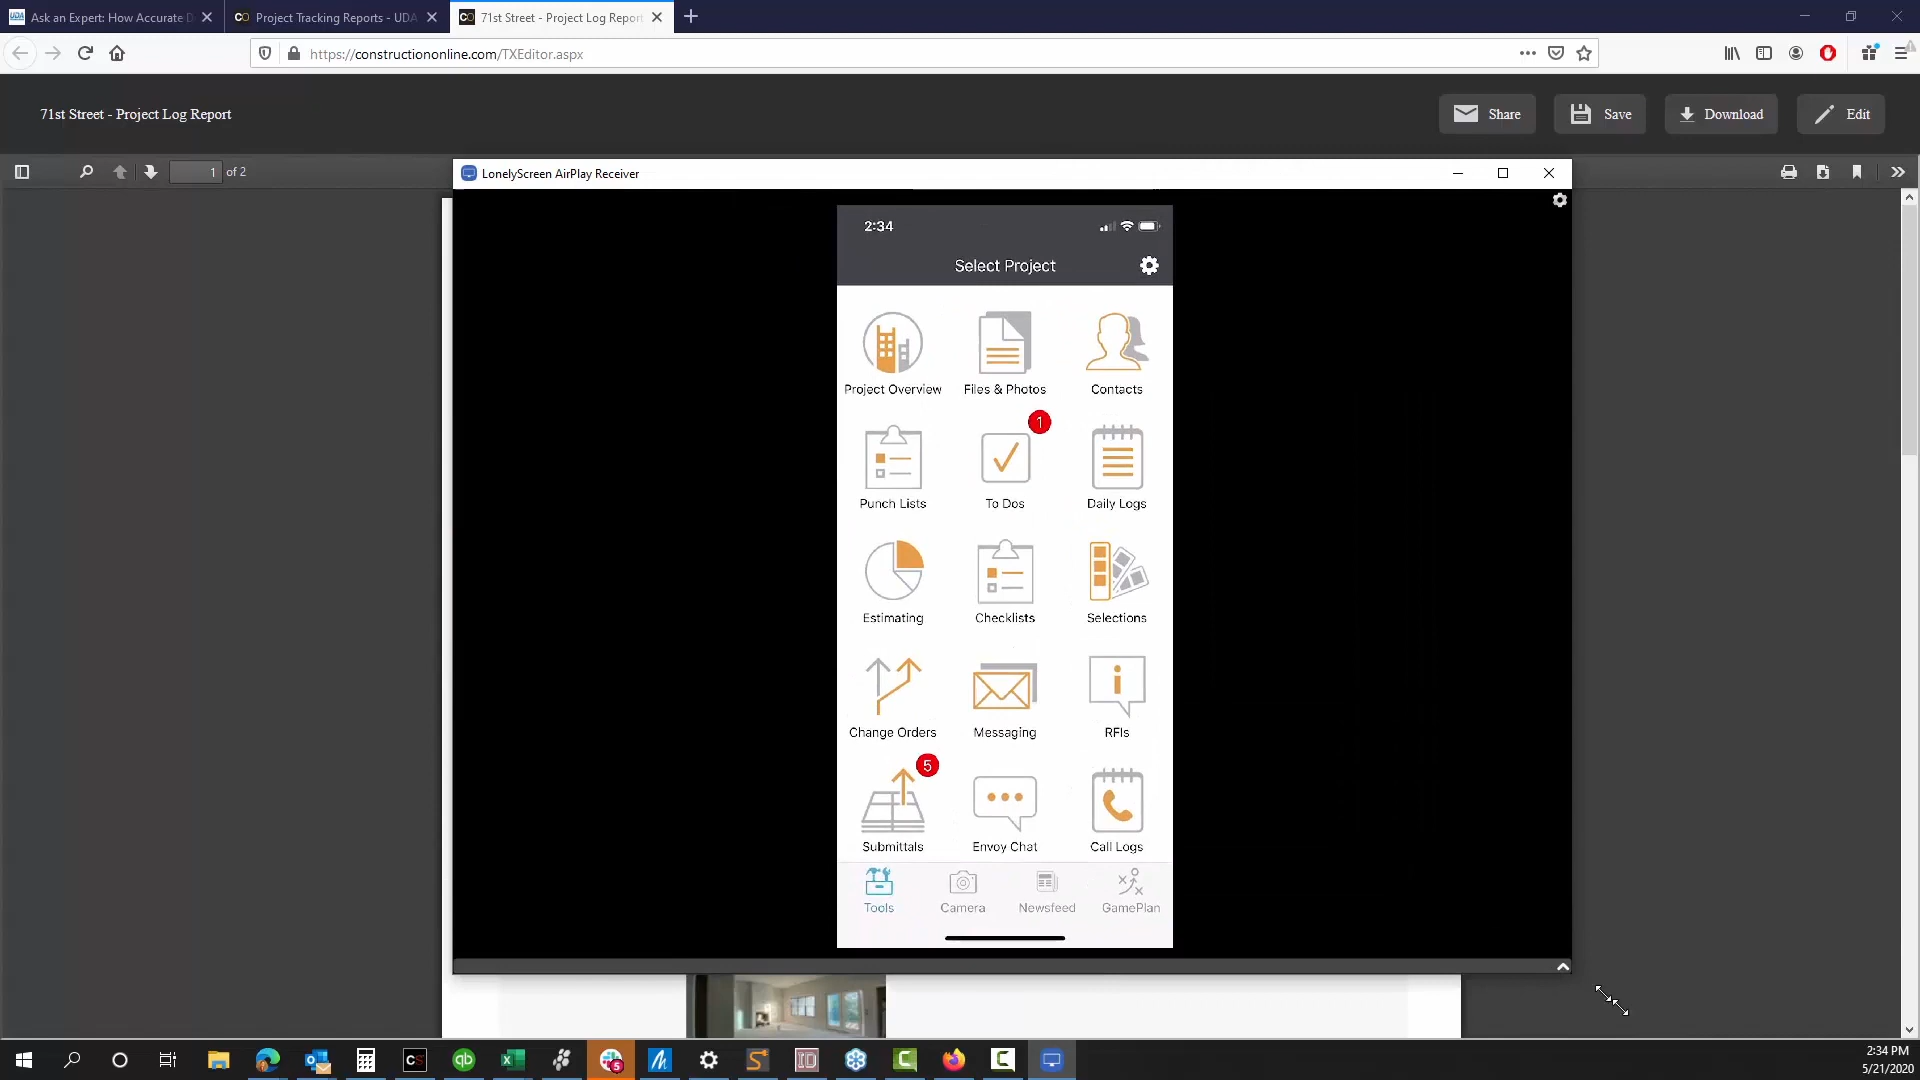 Ask an Expert: How Accurate D
Project Tracking Reports - UDA
71st Street - Project Log Report
https://constructiononline.com/TXEditor.aspx
71st Street - Project Log Report
Share
Save
Download
Edit
1 of 2
LonelyScreen AirPlay Receiver
2:34
Select Project
Project Overview
Files & Photos
Contacts
1
Punch Lists
To Dos
Daily Logs
Estimating
Checklists
Selections
Change Orders
Messaging
RFIs
5
Submittals
Envoy Chat
Call Logs
Tools
Camera
Newsfeed
GamePlan
2:34 PM
5/21/2020